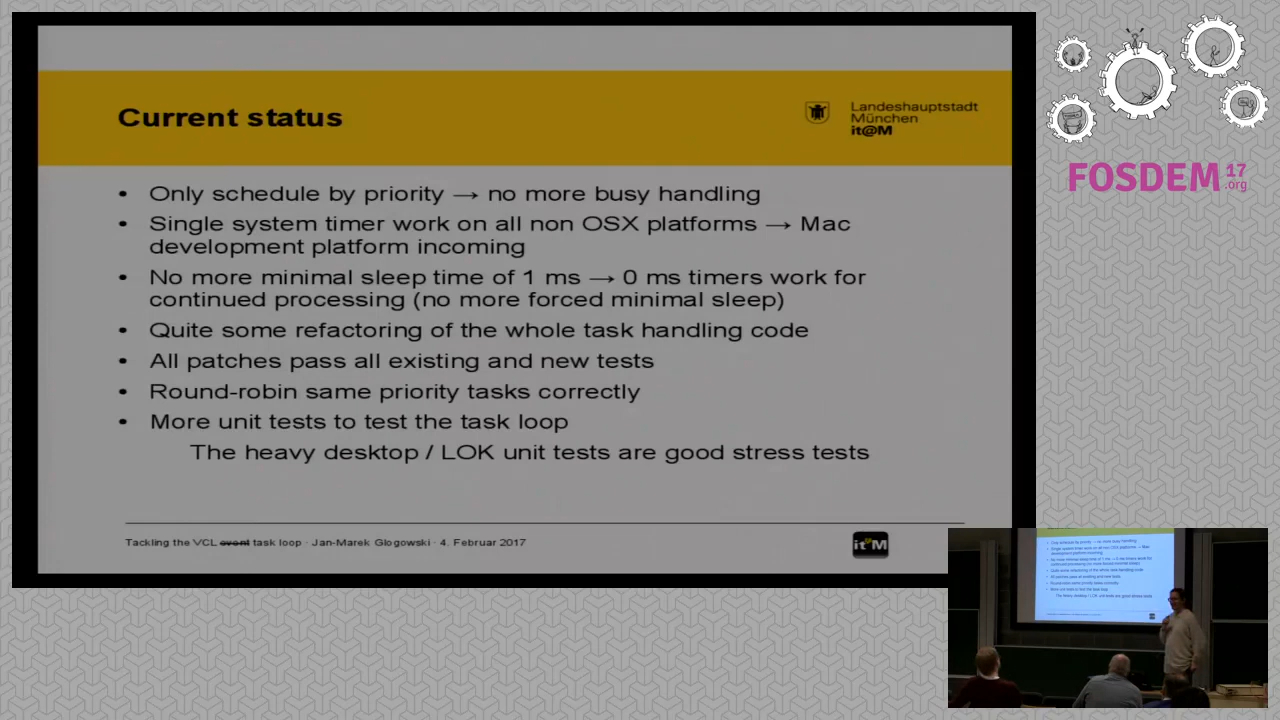 Current status
Landeshauptstadt
München
it@M
• Only schedule by priority → no more busy handling
• Single system timer work on all non OSX platforms → Mac
development platform incoming
• No more minimal sleep time of 1 ms → 0 ms timers work for
continued processing (no more forced minimal sleep)
• Quite some refactoring of the whole task handling code
• All patches pass all existing and new tests
• Round-robin same priority tasks correctly
• More unit tests to test the task loop
The heavy desktop / LOK unit tests are good stress tests
Tackling the VCL event task loop · Jan-Marek Glogowski · 4. Februar 2017
it@M
FOSDEM 17
.org